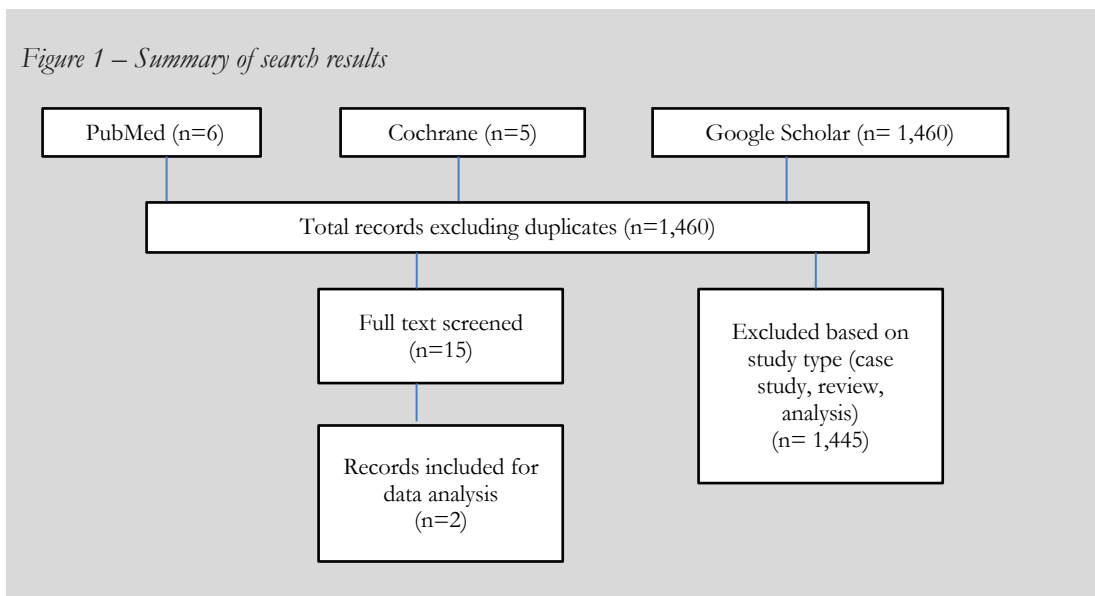 Figure 1 – Summary of search results
PubMed (n=6)
Cochrane (n=5)
Google Scholar (n= 1,460)
Total records excluding duplicates (n=1,460)
Full text screened
(n=15)
Excluded based on
study type (case
study, review,
analysis)
(n= 1,445)
Records included for
data analysis
(n=2)